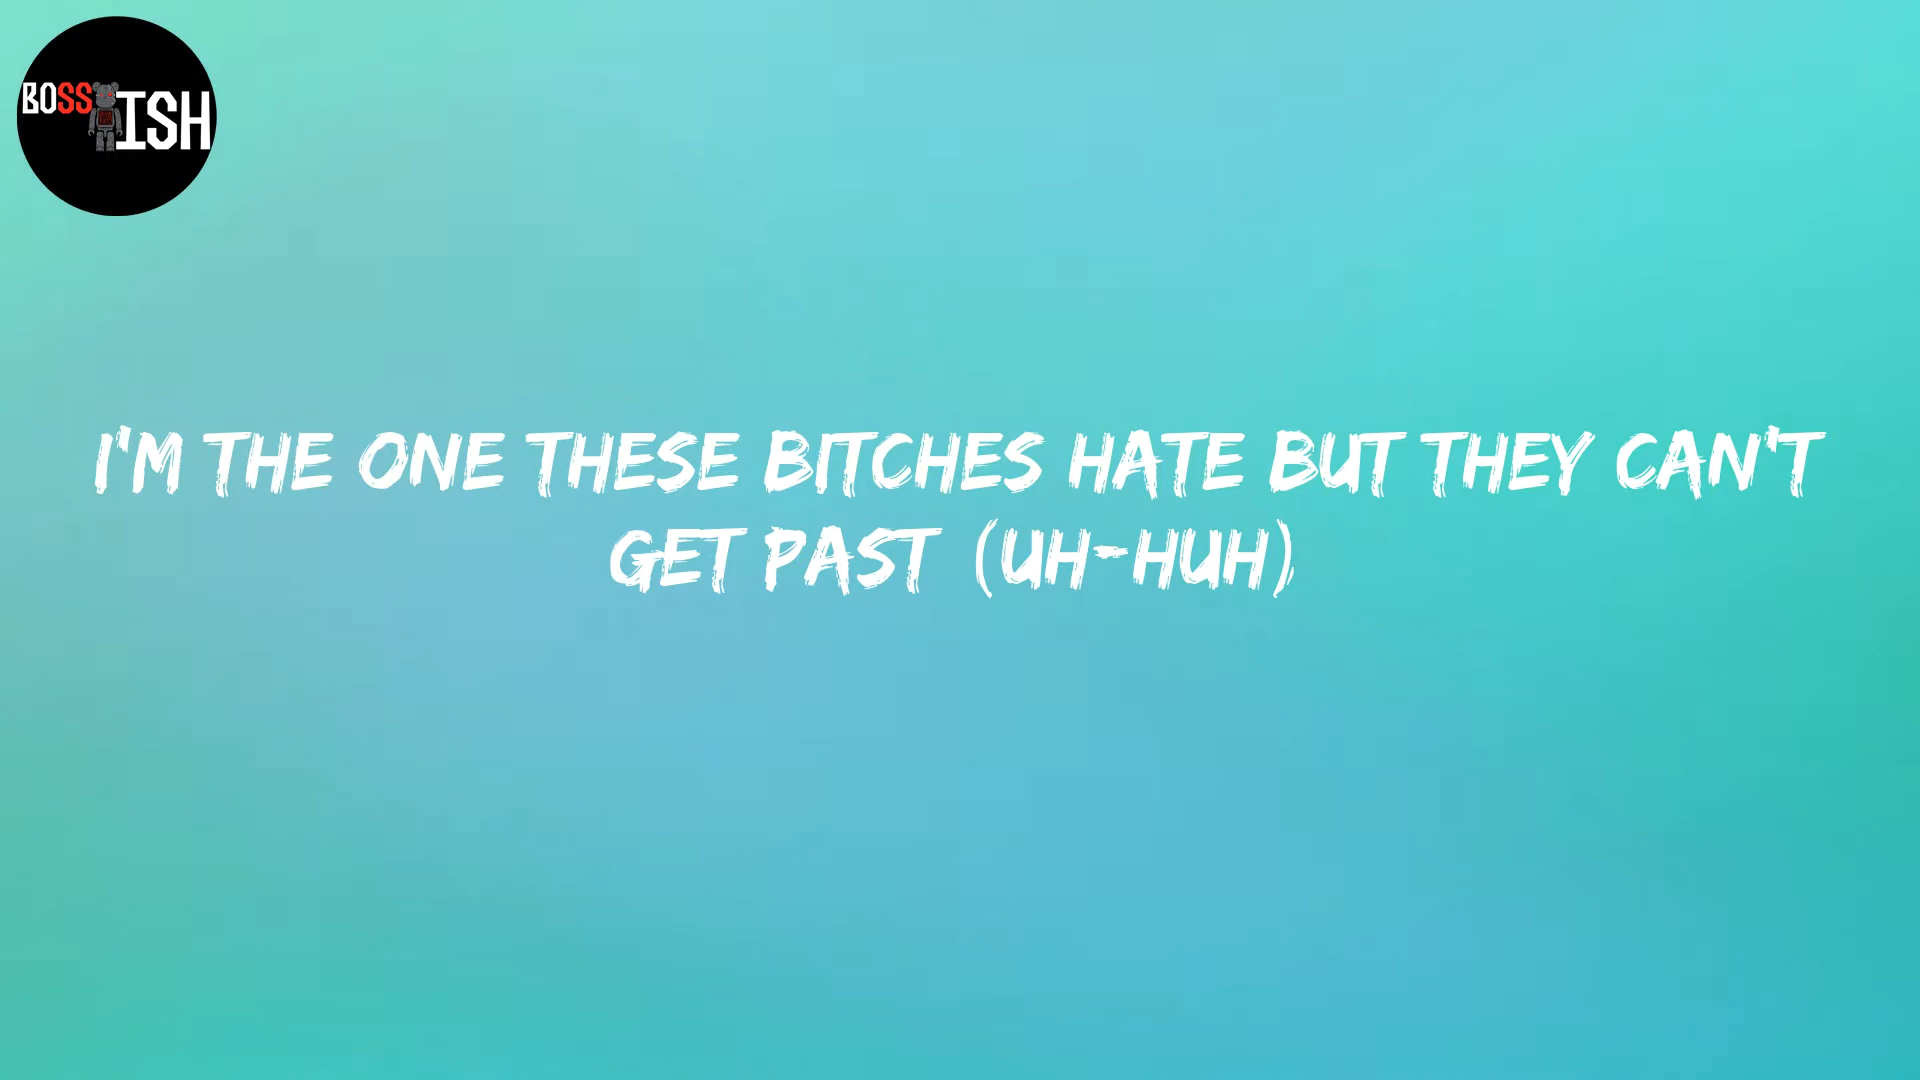 BOSS ISH
I'M THE ONE THESE BITCHES HATE BUT THEY CAN'T
GET PAST (UH-HUH)